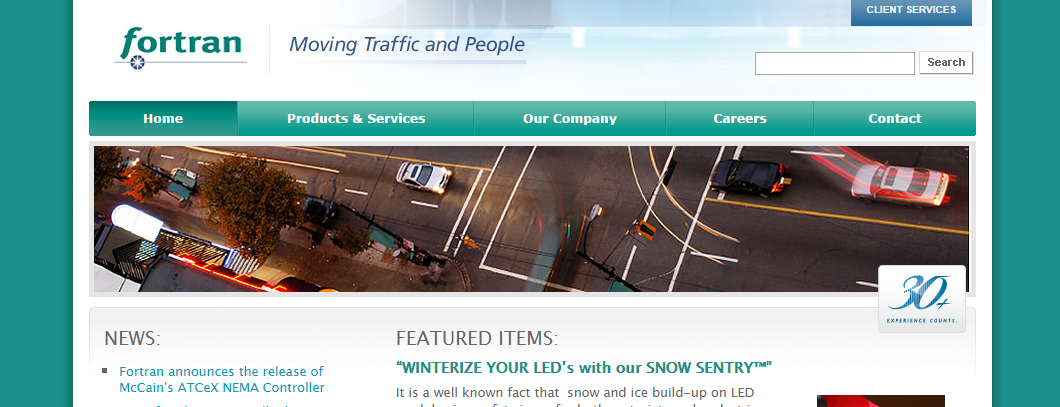 CLIENT SERVICES
fortran
Moving Traffic and People
Search
Home
Products & Services
Our Company
Careers
Contact
30+
EXPERIENCE COUNTS.
NEWS:
Fortran announces the release of
McCain's ATCeX NEMA Controller
FEATURED ITEMS:
“WINTERIZE YOUR LED’s with our SNOW SENTRY™”
It is a well known fact that snow and ice build-up on LED